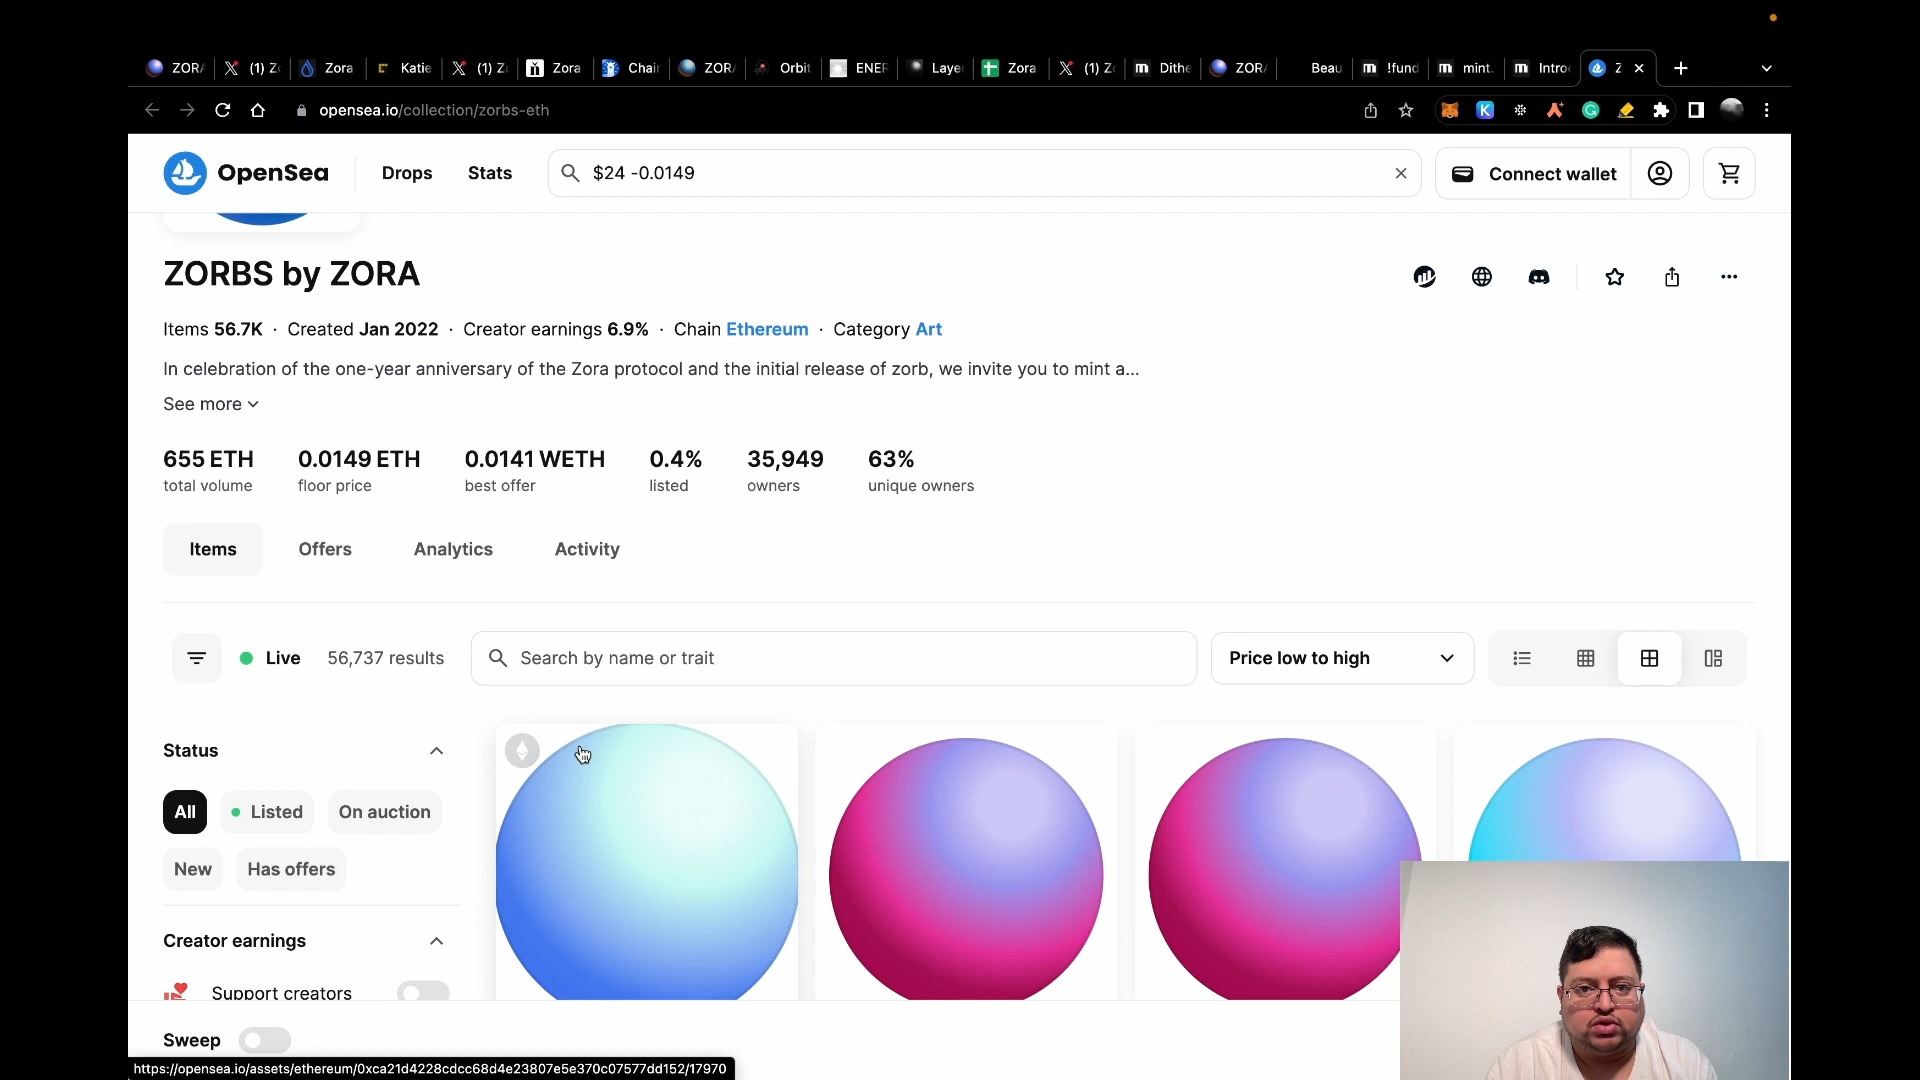 ZORA (1) Z Zora Katie (1) Z Zora Chai ZOR Orbit ENER Laye Zora (1) Z Dithe ZOR Beau !fund mint. Intro Z
opensea.io/collection/zorbs-eth
OpenSea Drops Stats $24 -0.0149 Connect wallet
ZORBS by ZORA
Items 56.7K · Created Jan 2022 · Creator earnings 6.9% · Chain Ethereum · Category Art
In celebration of the one-year anniversary of the Zora protocol and the initial release of zorb, we invite you to mint a...
See more
655 ETH 0.0149 ETH 0.0141 WETH 0.4% 35,949 63%
total volume floor price best offer listed owners unique owners
Items Offers Analytics Activity
Live 56,737 results Search by name or trait Price low to high
Status
All Listed On auction
New Has offers
Creator earnings
Support creators
Sweep
https://opensea.io/assets/ethereum/0xca21d4228cdcc68d4e23807e5e370c07577dd152/17970